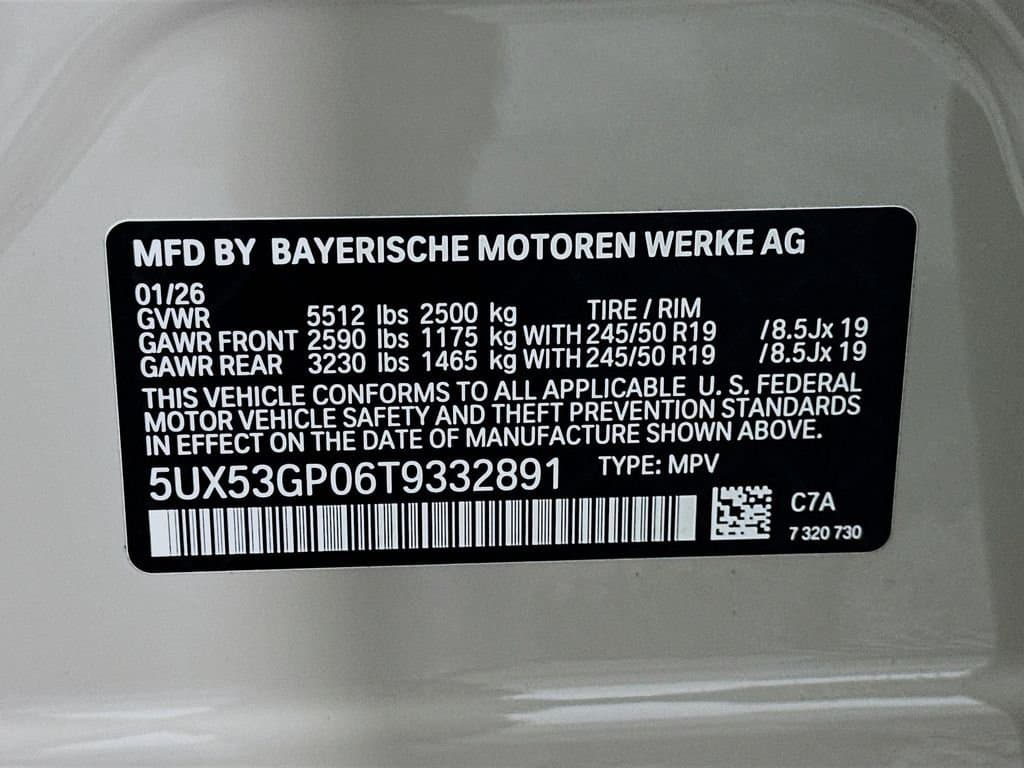 MFD BY BAYERISCHE MOTOREN WERKE AG
01/26
GVWR 5512 lbs 2500 kg TIRE / RIM
GAWR FRONT 2590 lbs 1175 kg WITH 245/50 R19 /8.5Jx 19
GAWR REAR 3230 lbs 1465 kg WITH 245/50 R19 /8.5Jx 19
THIS VEHICLE CONFORMS TO ALL APPLICABLE U. S. FEDERAL
MOTOR VEHICLE SAFETY AND THEFT PREVENTION STANDARDS
IN EFFECT ON THE DATE OF MANUFACTURE SHOWN ABOVE.
5UX53GP06T9332891 TYPE: MPV
C7A
7 320 730